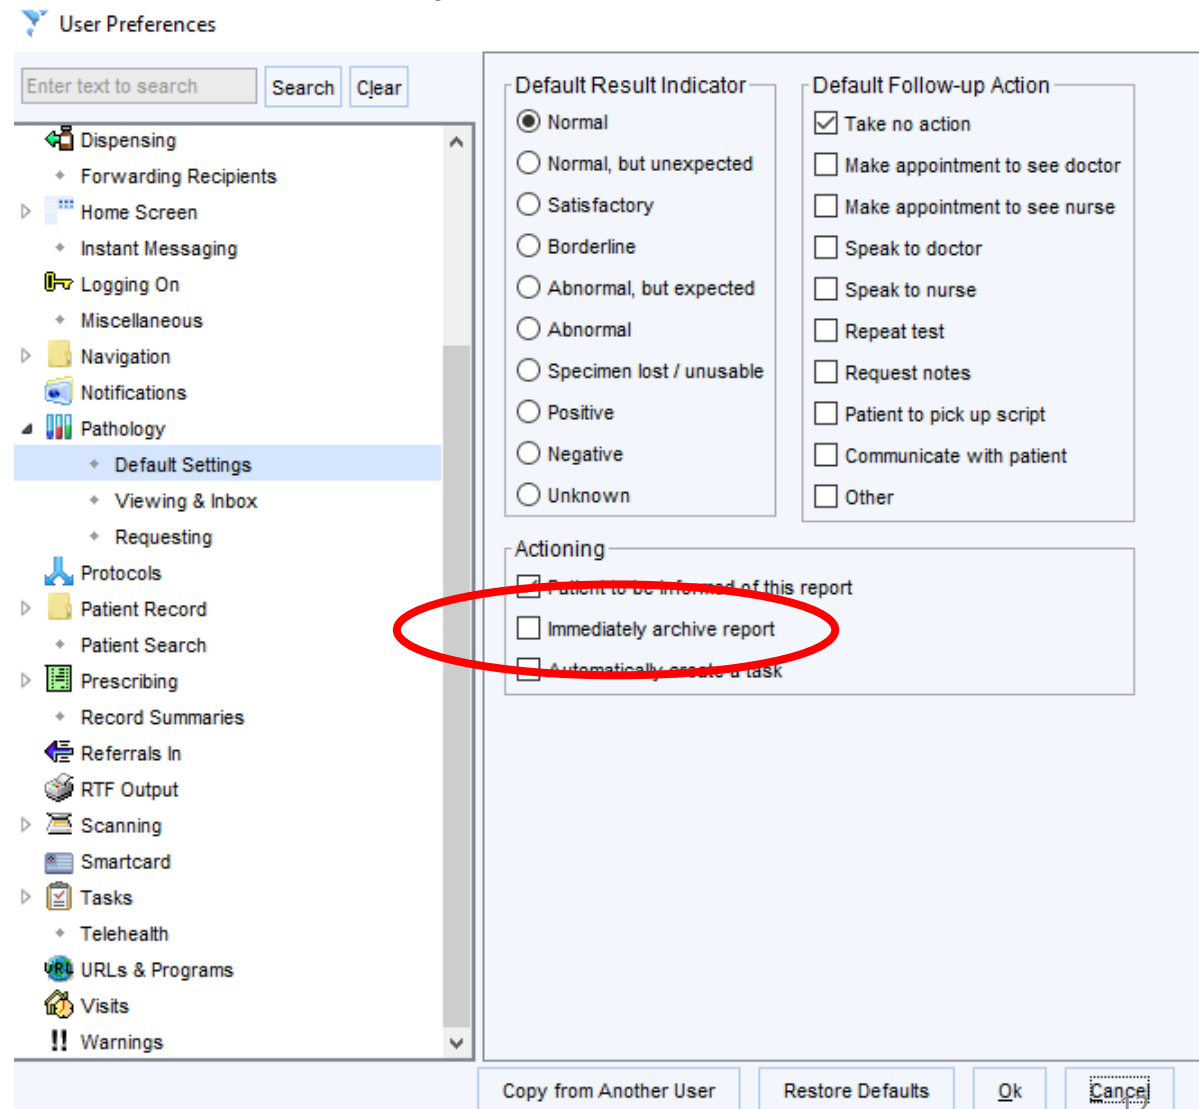 User Preferences
Enter text to search
Search
Clear
Dispensing
Forwarding Recipients
Home Screen
Instant Messaging
Logging On
Miscellaneous
Navigation
Notifications
Pathology
Default Settings
Viewing & Inbox
Requesting
Protocols
Patient Record
Patient Search
Prescribing
Record Summaries
Referrals In
RTF Output
Scanning
Smartcard
Tasks
Telehealth
URL
URLs & Programs
Visits
!! Warnings
Default Result Indicator
Normal
Normal, but unexpected
Satisfactory
Borderline
Abnormal, but expected
Abnormal
Specimen lost / unusable
Positive
Negative
Unknown
Default Follow-up Action
Take no action
Make appointment to see doctor
Make appointment to see nurse
Speak to doctor
Speak to nurse
Repeat test
Request notes
Patient to pick up script
Communicate with patient
Other
Actioning
Patient to be informed of this report
Immediately archive report
Automatically create a task
Copy from Another User
Restore Defaults
Ok
Cancel